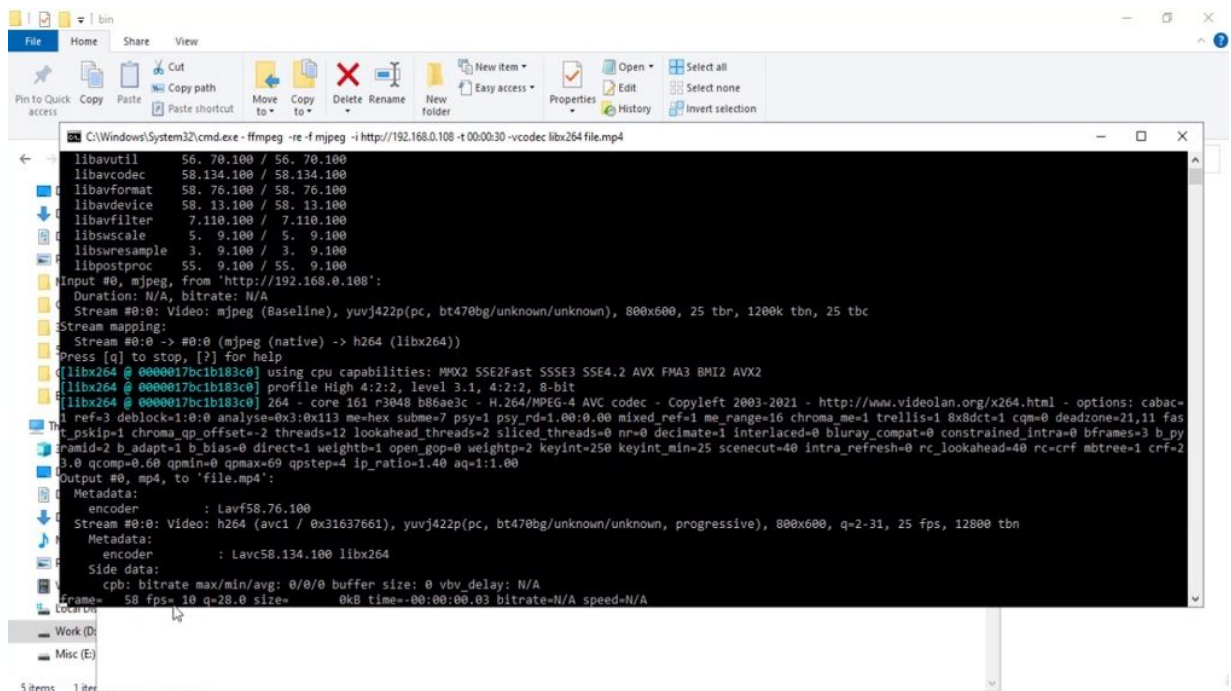 bin
File Home Share View
Pin to Quick access
Copy
Paste
Cut
Copy path
Paste shortcut
Move to
Copy to
Delete
Rename
New folder
New item
Easy access
Properties
Open
Edit
History
Select all
Select none
Invert selection
C:\Windows\System32\cmd.exe - ffmpeg -re -f mjpeg -i http://192.168.0.108 -t 00:00:30 -vcodec libx264 file.mp4
libavutil 56. 70.100 / 56. 70.100
libavcodec 58.134.100 / 58.134.100
libavformat 58. 76.100 / 58. 76.100
libavdevice 58. 13.100 / 58. 13.100
libavfilter 7.110.100 / 7.110.100
libswscale 5. 9.100 / 5. 9.100
libswresample 3. 9.100 / 3. 9.100
libpostproc 55. 9.100 / 55. 9.100
Input #0, mjpeg, from 'http://192.168.0.108':
Duration: N/A, bitrate: N/A
Stream #0:0: Video: mjpeg (Baseline), yuvj422p(pc, bt470bg/unknown/unknown), 800x600, 25 tbr, 1200k tbn, 25 tbc
Stream mapping:
Stream #0:0 -> #0:0 (mjpeg (native) -> h264 (libx264))
Press [q] to stop, [?] for help
[libx264 @ 0000017bc1b183c0] using cpu capabilities: MMX2 SSE2Fast SSSE3 SSE4.2 AVX FMA3 BMI2 AVX2
[libx264 @ 0000017bc1b183c0] profile High 4:2:2, level 3.1, 4:2:2, 8-bit
[libx264 @ 0000017bc1b183c0] 264 - core 161 r3048 b86ae3c - H.264/MPEG-4 AVC codec - Copyleft 2003-2021 - http://www.videolan.org/x264.html - options: cabac=
1 ref=3 deblock=1:0:0 analyse=0x3:0x113 me=hex subme=7 psy=1 psy_rd=1.00:0.00 mixed_ref=1 me_range=16 chroma_me=1 trellis=1 8x8dct=1 cqm=0 deadzone=21,11 fas
t_pskip=1 chroma_qp_offset=-2 threads=12 lookahead_threads=2 sliced_threads=0 nr=0 decimate=1 interlaced=0 bluray_compat=0 constrained_intra=0 bframes=3 b_py
ramid=2 b_adapt=1 b_bias=0 direct=1 weightb=1 open_gop=0 weightp=2 keyint=250 keyint_min=25 scenecut=40 intra_refresh=0 rc_lookahead=40 rc=crf mbtree=1 crf=2
3.0 qcomp=0.60 qpmin=0 qpmax=69 qpstep=4 ip_ratio=1.40 aq=1:1.00
Output #0, mp4, to 'file.mp4':
Metadata:
encoder : Lavf58.76.100
Stream #0:0: Video: h264 (avc1 / 0x31637661), yuvj422p(pc, bt470bg/unknown/unknown, progressive), 800x600, q=2-31, 25 fps, 12800 tbn
Metadata:
encoder : Lavc58.134.100 libx264
Side data:
cpb: bitrate max/min/avg: 0/0/0 buffer size: 0 vbv_delay: N/A
frame= 58 fps= 10 q=28.0 size= 0kB time=-00:00:00.03 bitrate=N/A speed=N/A
Work (D:
Misc (E:)
5 items